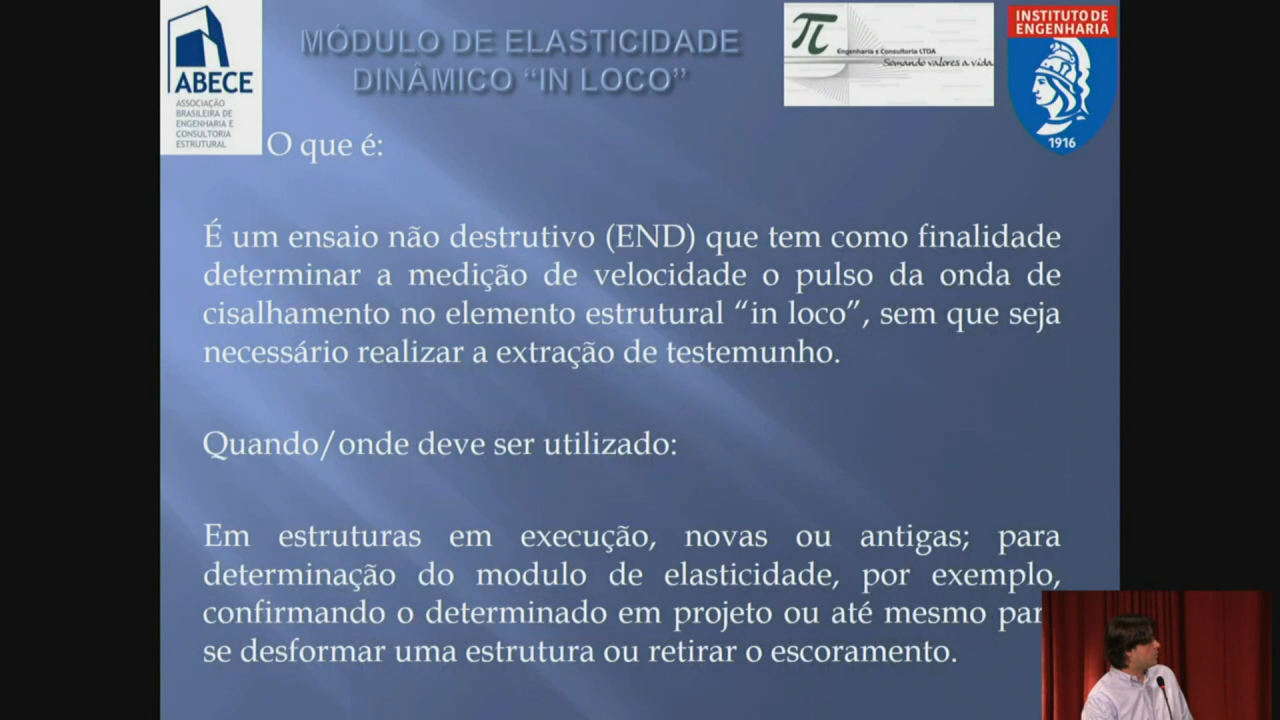 ABECE
ASSOCIAÇÃO
BRASILEIRA DE
ENGENHARIA E
CONSULTORIA
ESTRUTURAL
MÓDULO DE ELASTICIDADE
DINÂMICO “IN LOCO”
Engenharia e Consultoria LTDA
Somando valores a vida
INSTITUTO DE
ENGENHARIA
1916
O que é:
É um ensaio não destrutivo (END) que tem como finalidade
determinar a medição de velocidade o pulso da onda de
cisalhamento no elemento estrutural “in loco”, sem que seja
necessário realizar a extração de testemunho.
Quando/onde deve ser utilizado:
Em estruturas em execução, novas ou antigas; para
determinação do modulo de elasticidade, por exemplo,
confirmando o determinado em projeto ou até mesmo par
se desformar uma estrutura ou retirar o escoramento.